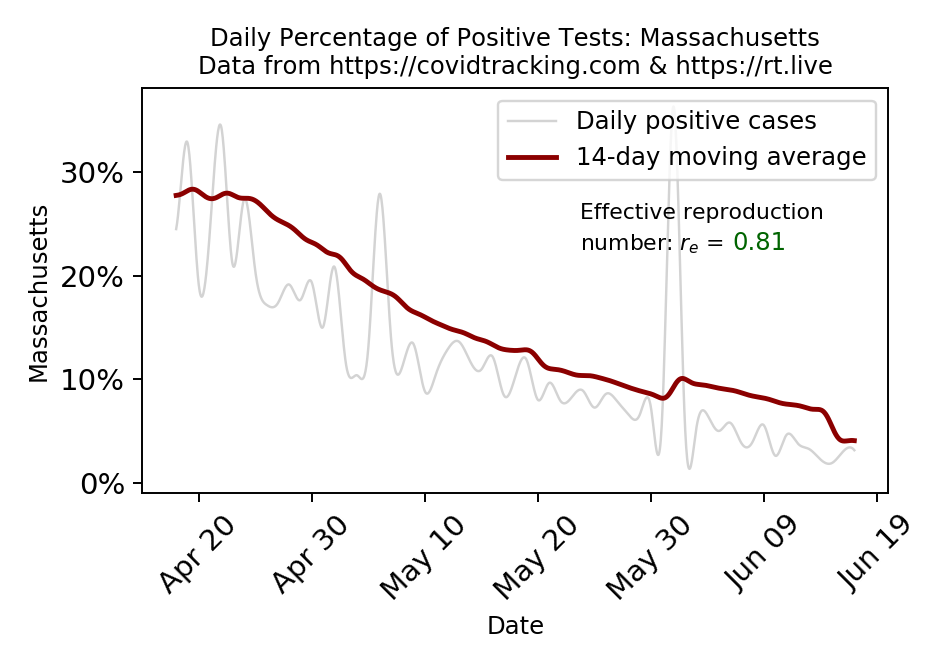 Daily Percentage of Positive Tests: Massachusetts
Data from https://covidtracking.com & https://rt.live
Daily positive cases
14-day moving average
Effective reproduction
number: rₑ = 0.81
Massachusetts
30%
20%
10%
0%
Apr 20
Apr 30
May 10
May 20
May 30
Jun 09
Jun 19
Date